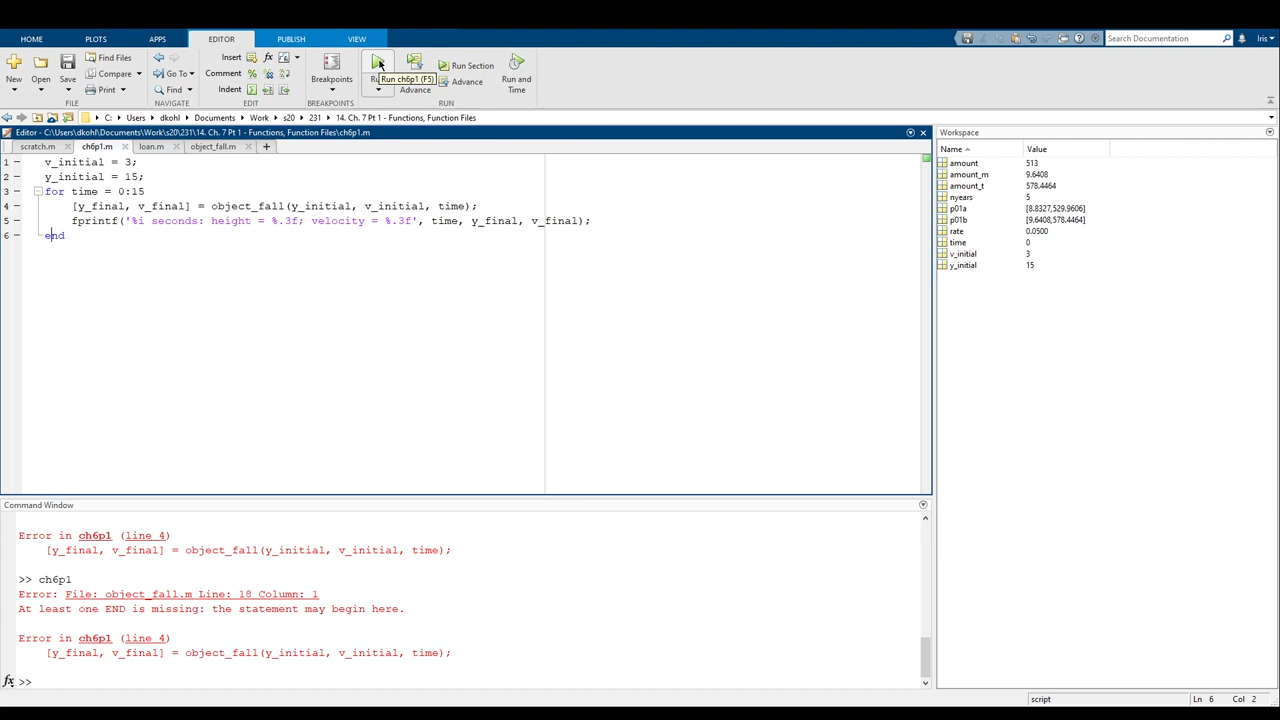 HOME PLOTS APPS EDITOR PUBLISH VIEW Search Documentation Iris
New Open Save Find Files Compare Print Go To Find Insert Comment Indent Breakpoints Run and Advance Run Section Advance Run and Time
Run ch6p1 (F5)
FILE NAVIGATE EDIT BREAKPOINTS RUN
C: Users dkohl Documents Work s20 231 14. Ch. 7 Pt 1 - Functions, Function Files
Editor - C:\Users\dkohl\Documents\Work\s20\231\14. Ch. 7 Pt 1 - Functions, Function Files\ch6p1.m
scratch.m ch6p1.m loan.m object_fall.m
1 v_initial = 3;
2 y_initial = 15;
3 for time = 0:15
4 [y_final, v_final] = object_fall(y_initial, v_initial, time);
5 fprintf('%i seconds: height = %.3f; velocity = %.3f', time, y_final, v_final);
6 end
Workspace
Name Value
amount 513
amount_m 9.6408
amount_t 578.4464
nyears 5
p01a [8.8327,529.9606]
p01b [9.6408,578.4464]
rate 0.0500
time 0
v_initial 3
y_initial 15
Command Window
Error in ch6p1 (line 4)
[y_final, v_final] = object_fall(y_initial, v_initial, time);
>> ch6p1
Error: File: object_fall.m Line: 18 Column: 1
At least one END is missing: the statement may begin here.
Error in ch6p1 (line 4)
[y_final, v_final] = object_fall(y_initial, v_initial, time);
fx >>
script Ln 6 Col 2